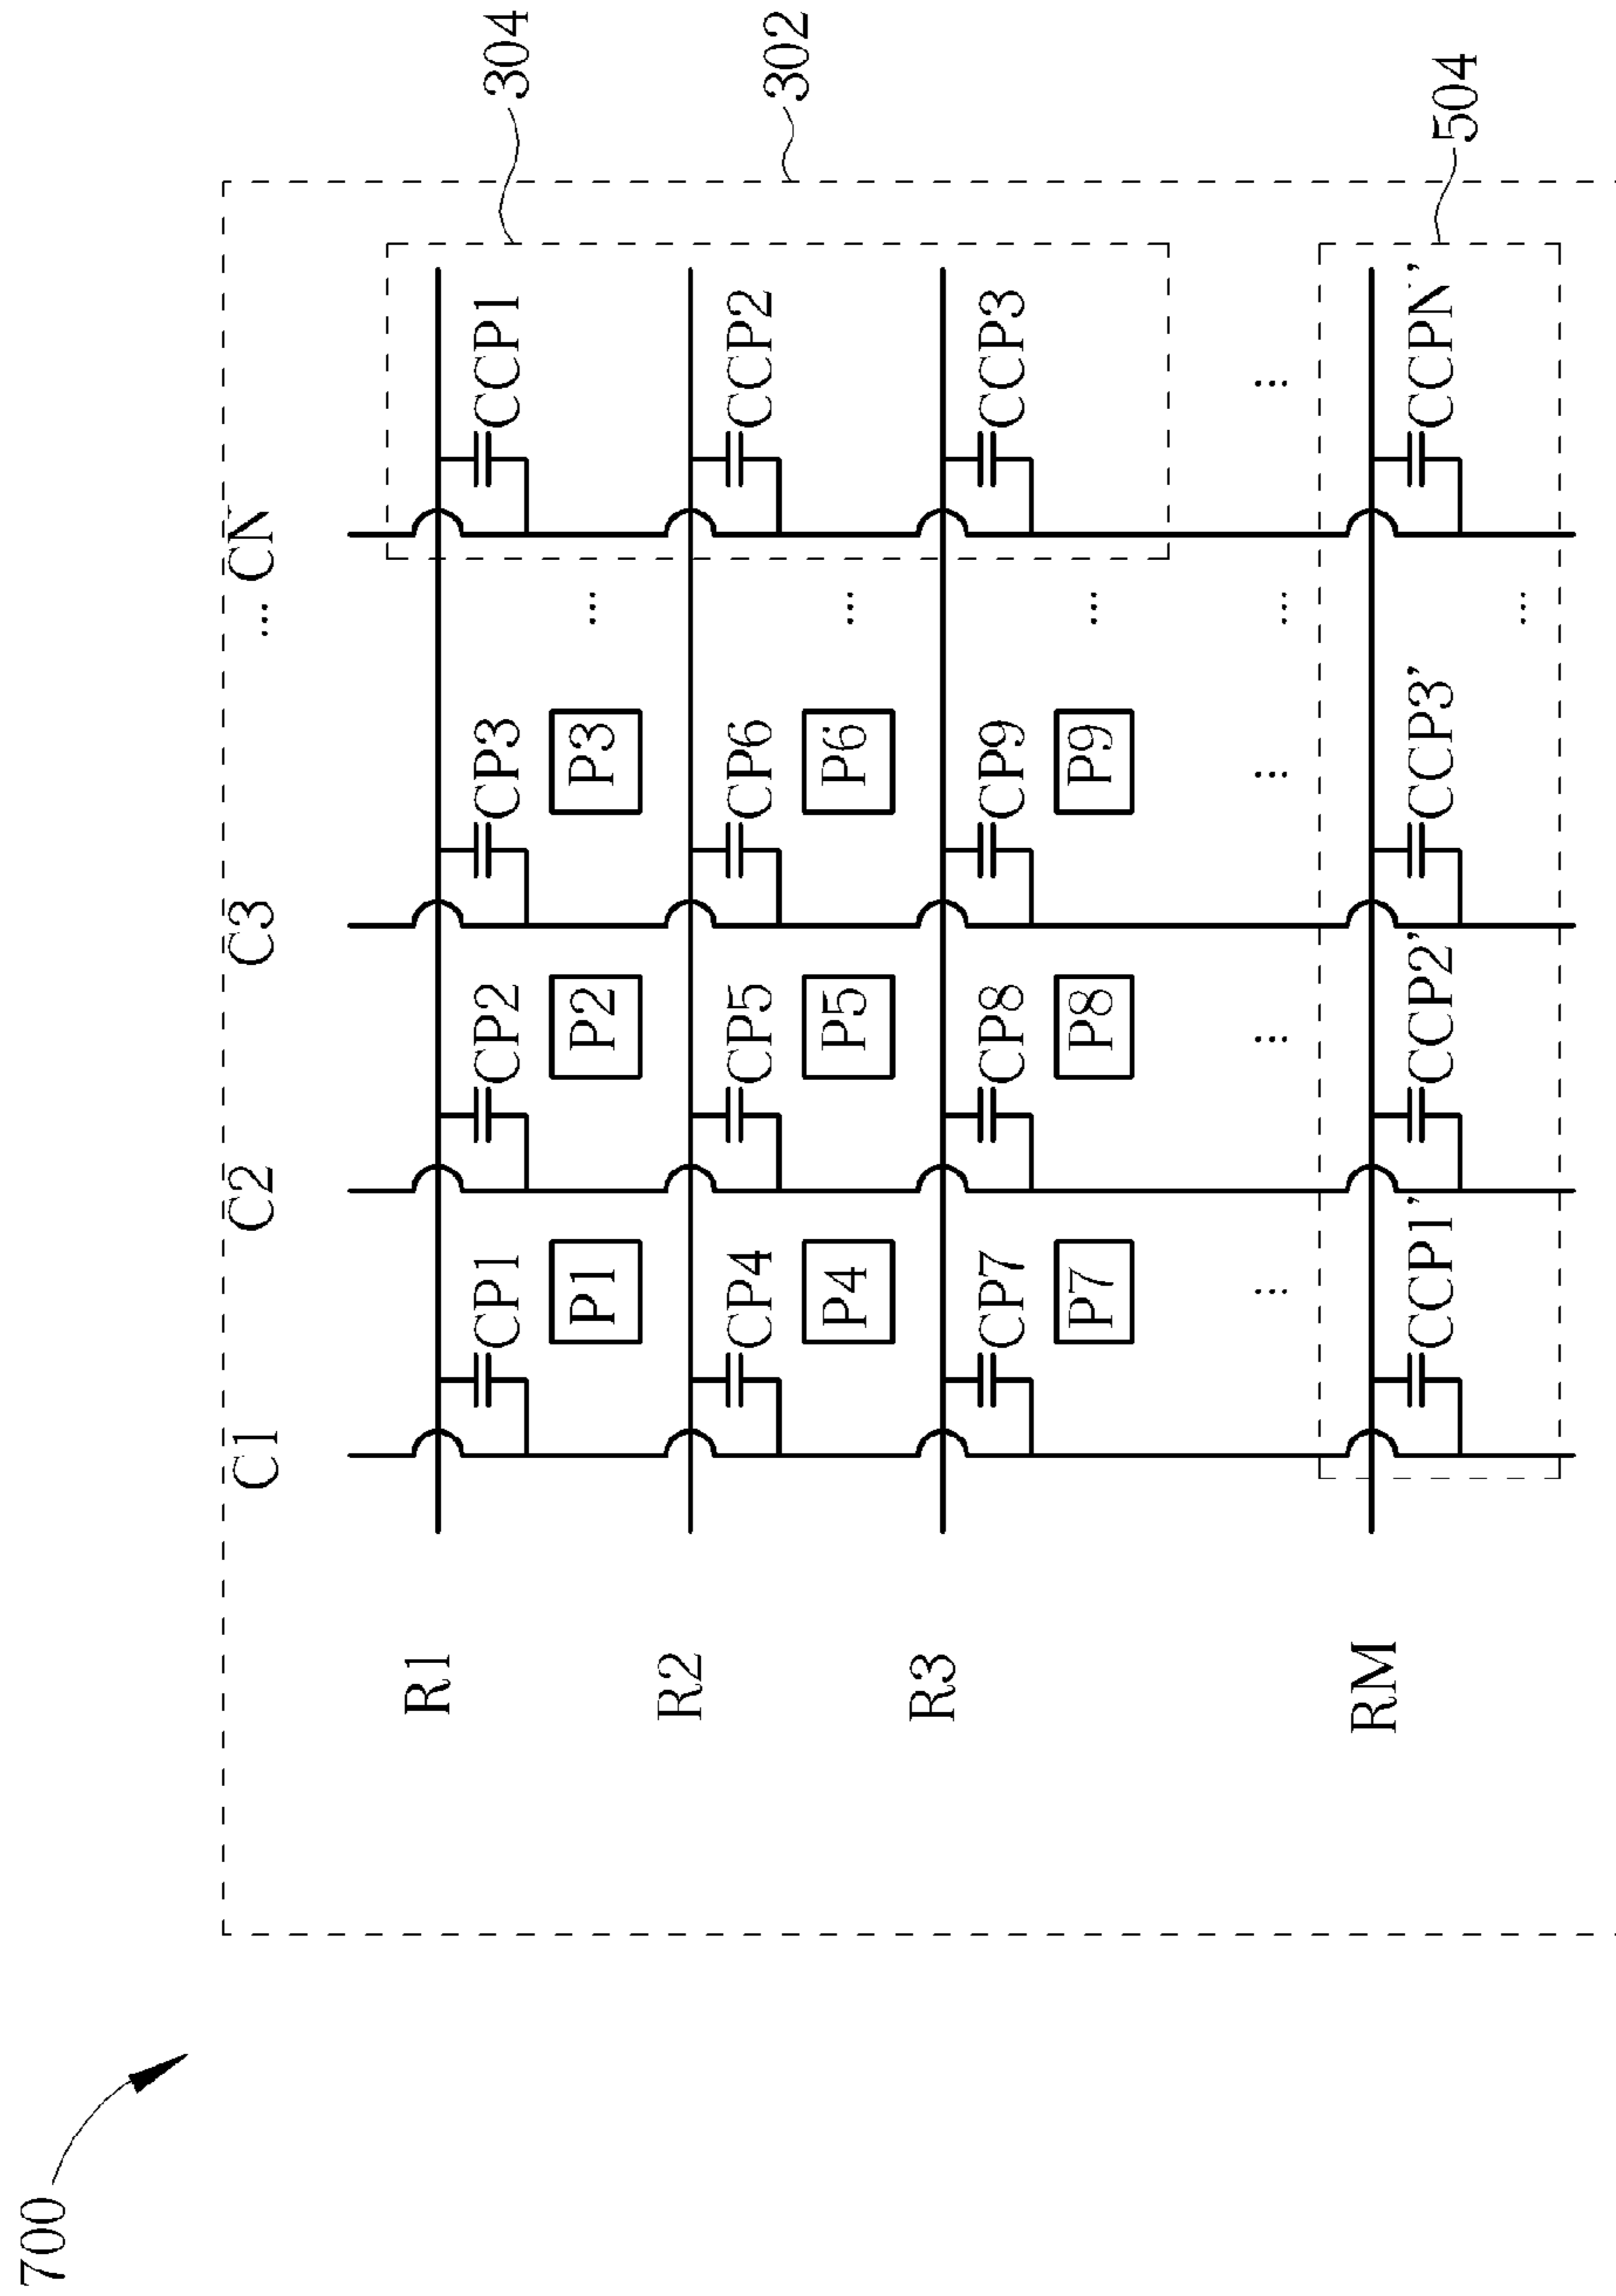 700
C1 C2 C3 ... CN
R1
CP1 CP2 CP3 CCP1 304
P1 P2 P3 ...
R2
CP4 CP5 CP6 CCP2 302
P4 P5 P6 ...
R3
CP7 CP8 CP9 CCP3
P7 P8 P9 ...
... ... ... ... ...
RM
CCP1' CCP2' CCP3' CCPN' 504
...